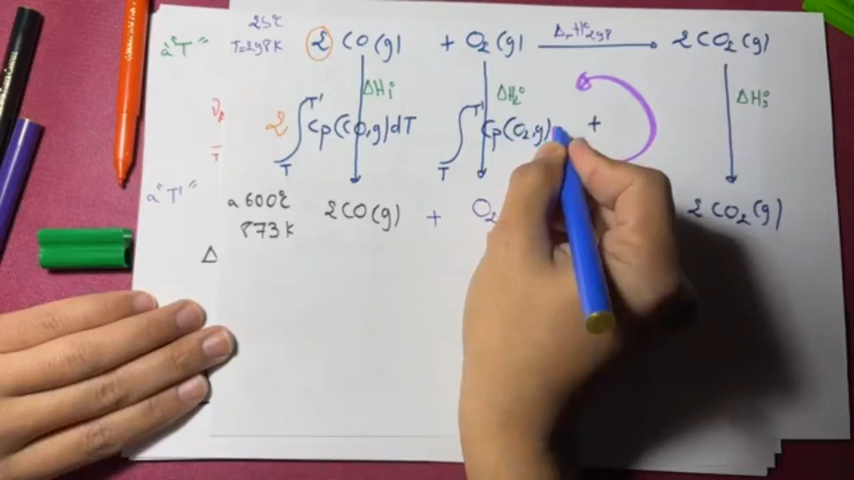 25℃
à "T" T=298K 2 CO(g) + O₂(g) ΔrH°298 2CO₂(g)
ΔH₁° ΔH₂° ΔH₃°
2 ∫ T' T Cp(CO,g)dT ∫ T' T Cp(O₂,g) +
à "T'" à 600℃ 2CO(g) + O₂ 2CO₂(g)
873K
Δ